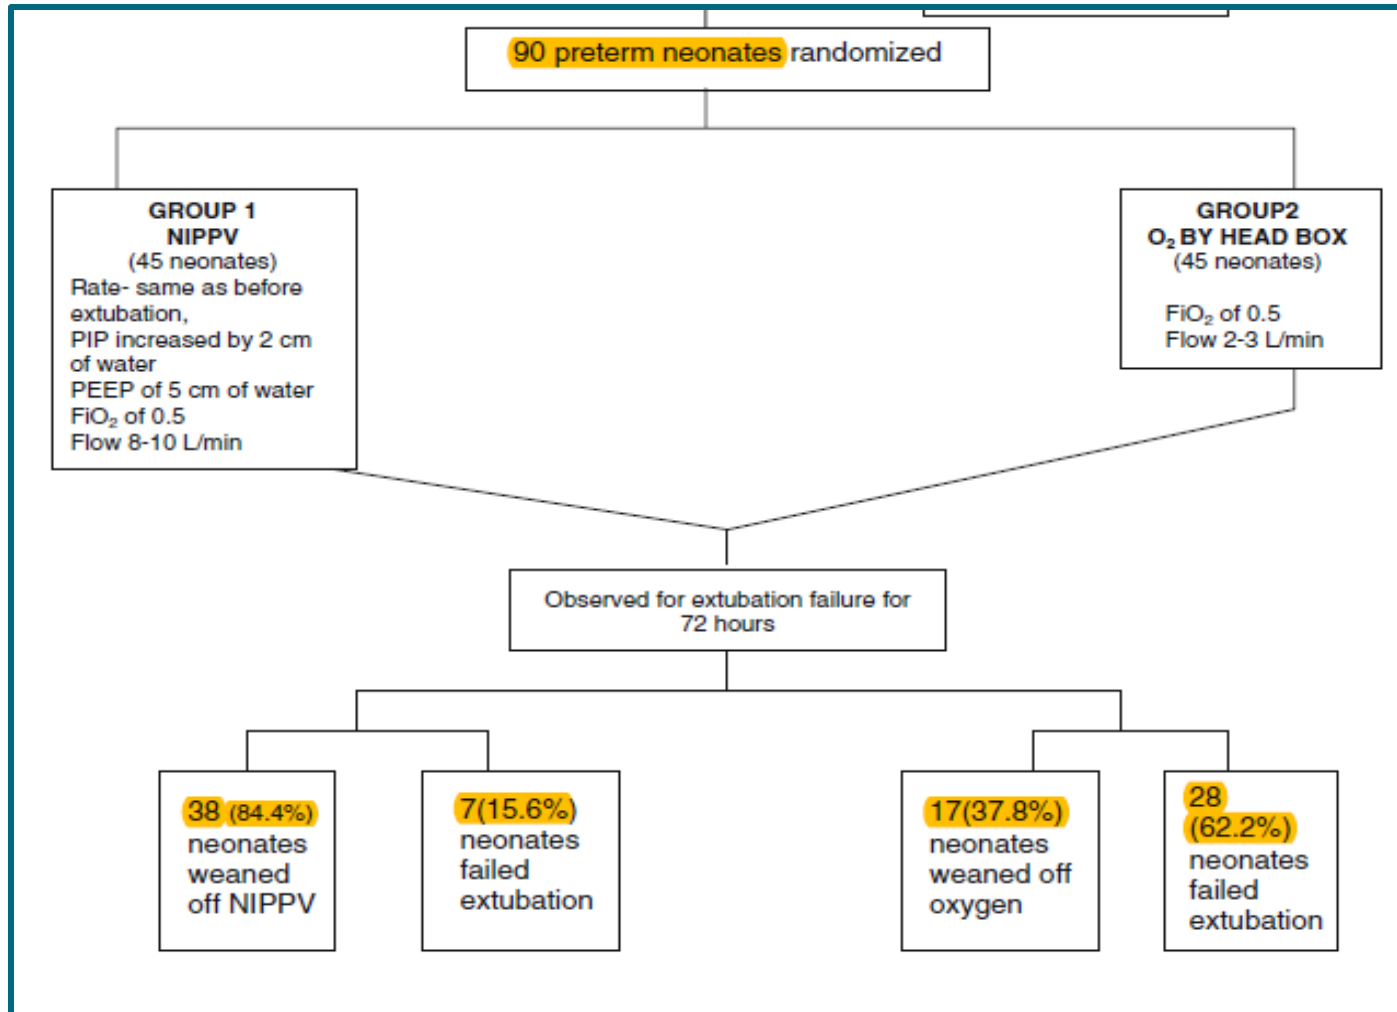 90 preterm neonates randomized
GROUP 1
NIPPV
(45 neonates)
Rate- same as before
extubation,
PIP increased by 2 cm
of water
PEEP of 5 cm of water
FiO₂ of 0.5
Flow 8-10 L/min
GROUP2
O₂ BY HEAD BOX
(45 neonates)
FiO₂ of 0.5
Flow 2-3 L/min
Observed for extubation failure for
72 hours
38 (84.4%)
neonates
weaned
off NIPPV
7(15.6%)
neonates
failed
extubation
17(37.8%)
neonates
weaned off
oxygen
28
(62.2%)
neonates
failed
extubation